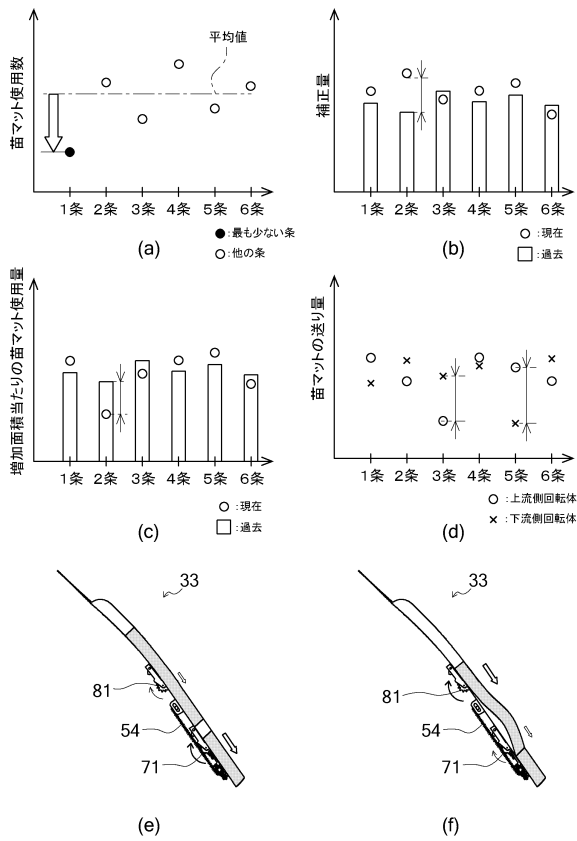 苗マット使用数
平均値
1条 2条 3条 4条 5条 6条
(a)
●:最も少ない条
○:他の条
補正量
1条 2条 3条 4条 5条 6条
(b)
○:現在
□:過去
増加面積当たりの苗マット使用量
1条 2条 3条 4条 5条 6条
(c)
○:現在
□:過去
苗マットの送り量
1条 2条 3条 4条 5条 6条
(d)
○:上流側回転体
×:下流側回転体
33
81
54
71
(e)
33
81
54
71
(f)